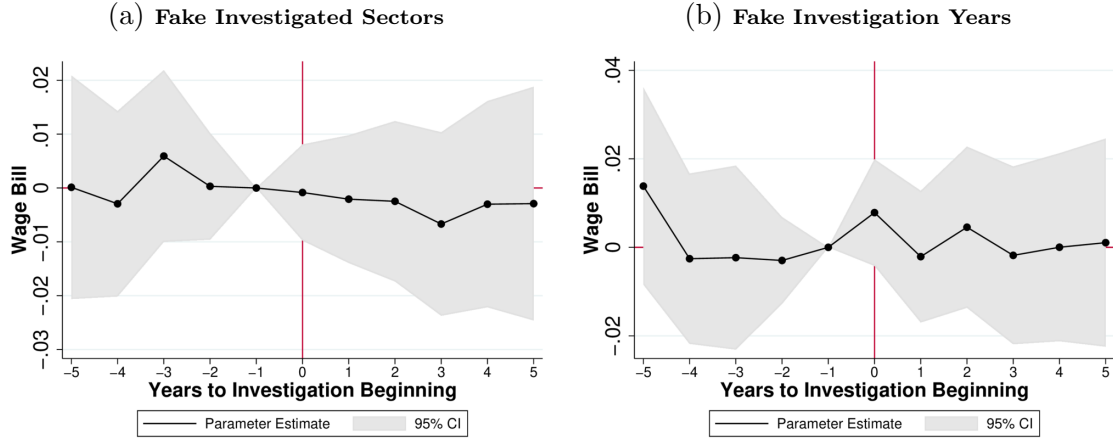 (a) Fake Investigated Sectors
.02
.01
0
-.01
-.02
-.03
Wage Bill
-5 -4 -3 -2 -1 0 1 2 3 4 5
Years to Investigation Beginning
Parameter Estimate 95% CI
(b) Fake Investigation Years
.04
.02
0
-.02
Wage Bill
-5 -4 -3 -2 -1 0 1 2 3 4 5
Years to Investigation Beginning
Parameter Estimate 95% CI